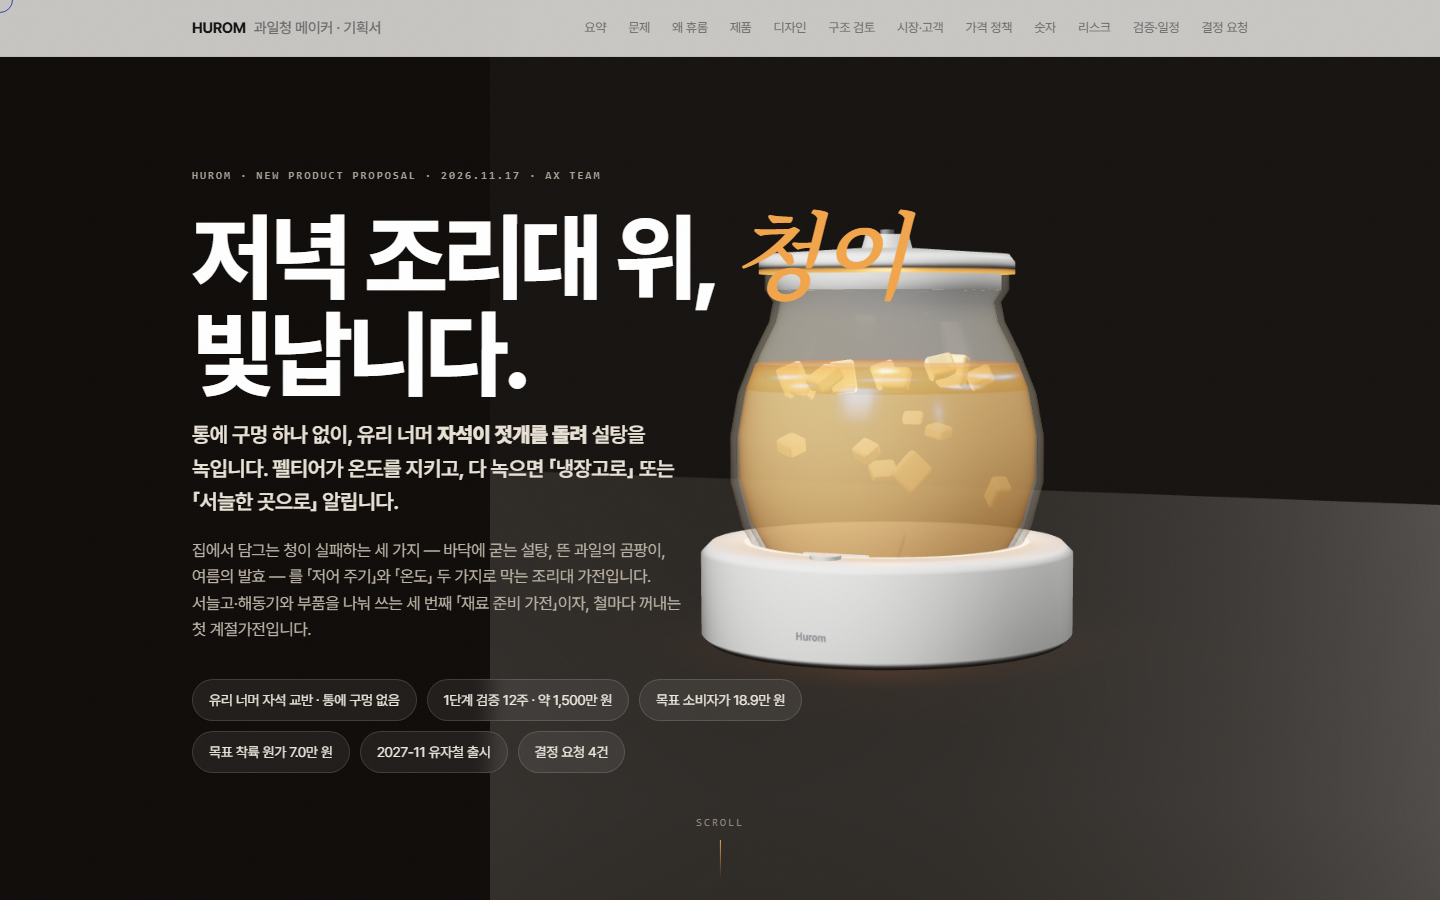 HUROM 과일청 메이커 · 기획서
요약 문제 왜 휴롬 제품 디자인 구조 검토 시장·고객 가격 정책 숫자 리스크 검증·일정 결정 요청
HUROM · NEW PRODUCT PROPOSAL · 2026.11.17 · AX TEAM
저녁 조리대 위, 청이
빛납니다.
통에 구멍 하나 없이, 유리 너머 자석이 젓개를 돌려 설탕을
녹입니다. 펠티어가 온도를 지키고, 다 녹으면 「냉장고로」 또는
「서늘한 곳으로」 알립니다.
집에서 담그는 청이 실패하는 세 가지 — 바닥에 굳는 설탕, 뜬 과일의 곰팡이,
여름의 발효 — 를 「저어 주기」와 「온도」 두 가지로 막는 조리대 가전입니다.
서늘고·해동기와 부품을 나눠 쓰는 세 번째 「재료 준비 가전」이자, 철마다 꺼내는
첫 계절가전입니다.
Hurom
유리 너머 자석 교반 · 통에 구멍 없음
1단계 검증 12주 · 약 1,500만 원
목표 소비자가 18.9만 원
목표 착륙 원가 7.0만 원
2027-11 유자철 출시
결정 요청 4건
SCROLL